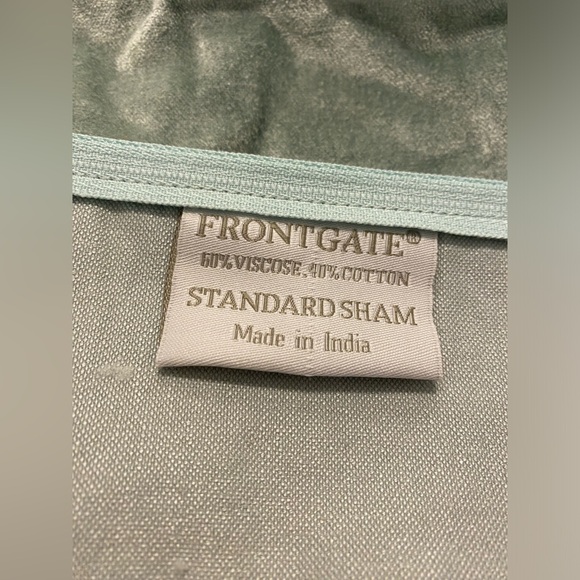 FRONTGATE®
60% VISCOSE. 40% COTTON
STANDARD SHAM
Made in India